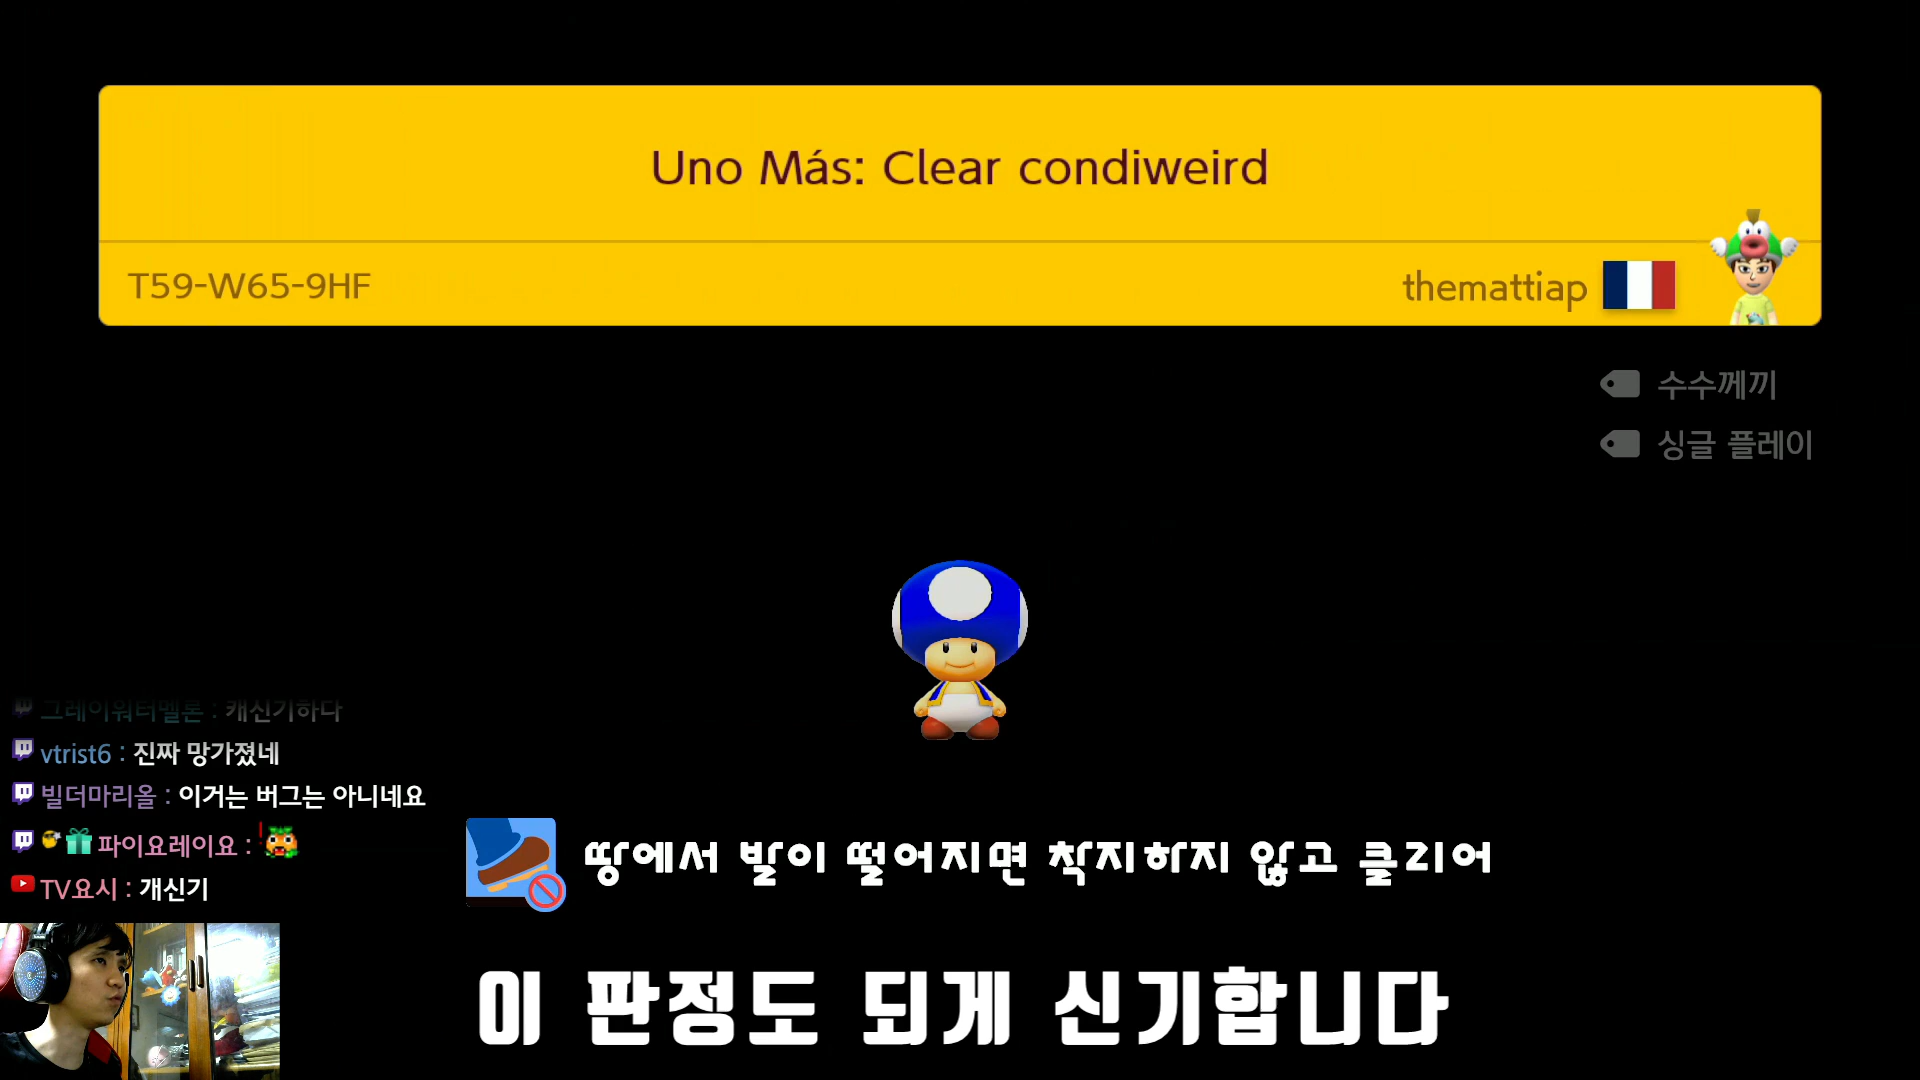 Uno Más: Clear condiweird
T59-W65-9HF
themattiap
수수께끼
싱글 플레이
그레이워터멜론 : 캐신기하다
vtrist6 : 진짜 망가졌네
빌더마리올 : 이거는 버그는 아니네요
파이요레이요 :
TV요시 : 개신기
땅에서 발이 떨어지면 착지하지 않고 클리어
이 판정도 되게 신기합니다